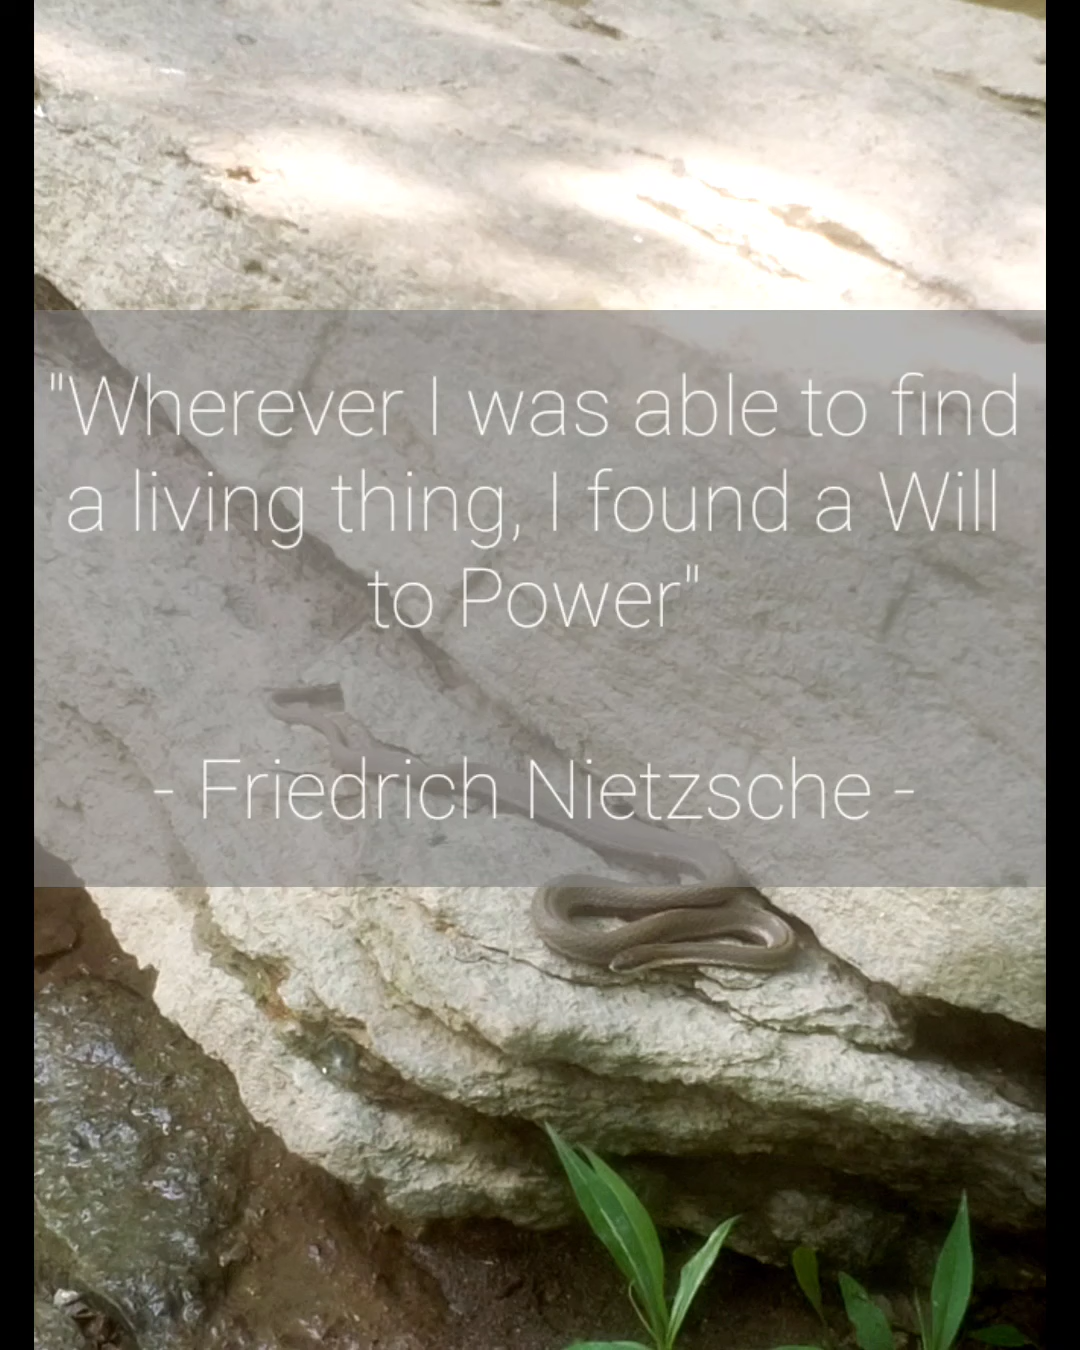 "Wherever I was able to find
a living thing, I found a Will
to Power"
- Friedrich Nietzsche -